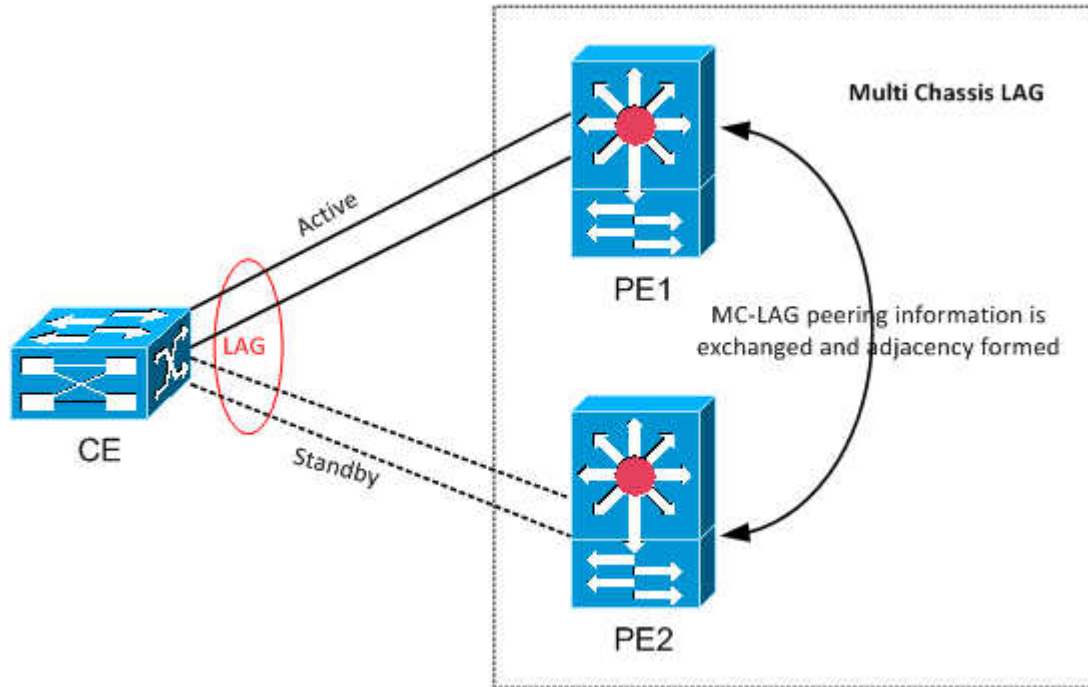 Multi Chassis LAG
Active
PE1
LAG
MC-LAG peering information is
exchanged and adjacency formed
CE
Standby
PE2